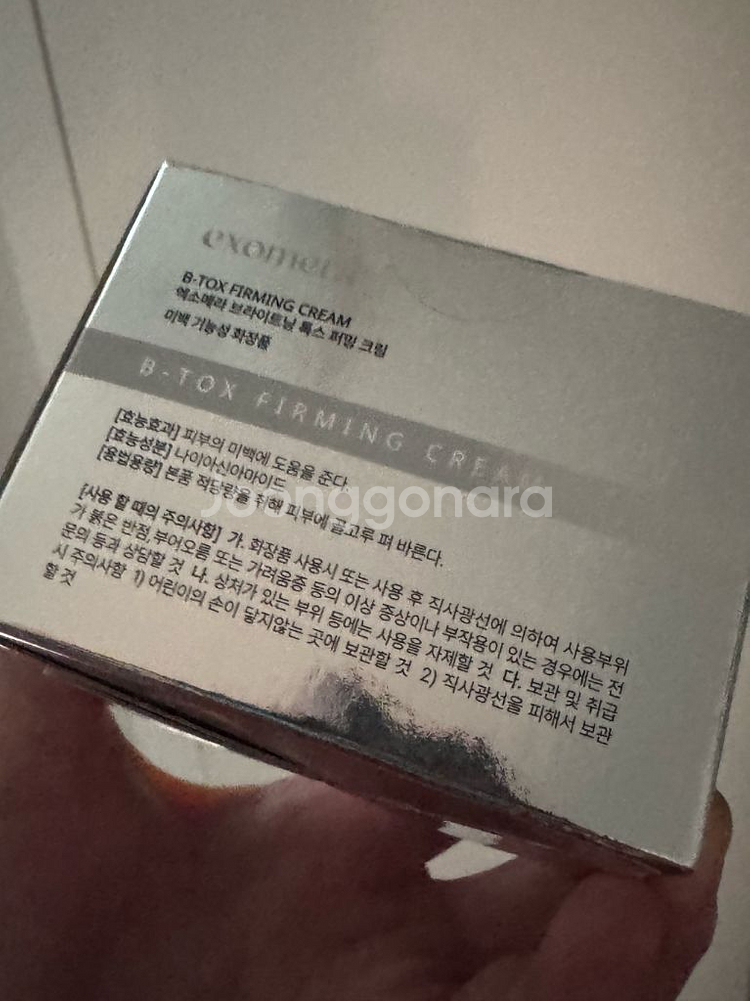 exomera
B-TOX FIRMING CREAM
엑소메라 브라이트닝 톡스 퍼밍 크림
미백 기능성 화장품
B-TOX FIRMING CREAM
[효능효과] 피부의 미백에 도움을 준다.
[효능성분] 나이아신아마이드
[용법용량] 본품 적당량을 취해 피부에 골고루 펴 바른다.
Joonggonara
[사용 할 때의 주의사항] 가. 화장품 사용시 또는 사용 후 직사광선에 의하여 사용부위
가 붉은 반점,부어오름 또는 가려움증 등의 이상 증상이나 부작용이 있는 경우에는 전
문의 등과 상담할 것 나. 상처가 있는 부위 등에는 사용을 자제할 것 다. 보관 및 취급
시 주의사항 1) 어린이의 손이 닿지않는 곳에 보관할 것 2) 직사광선을 피해서 보관
할 것